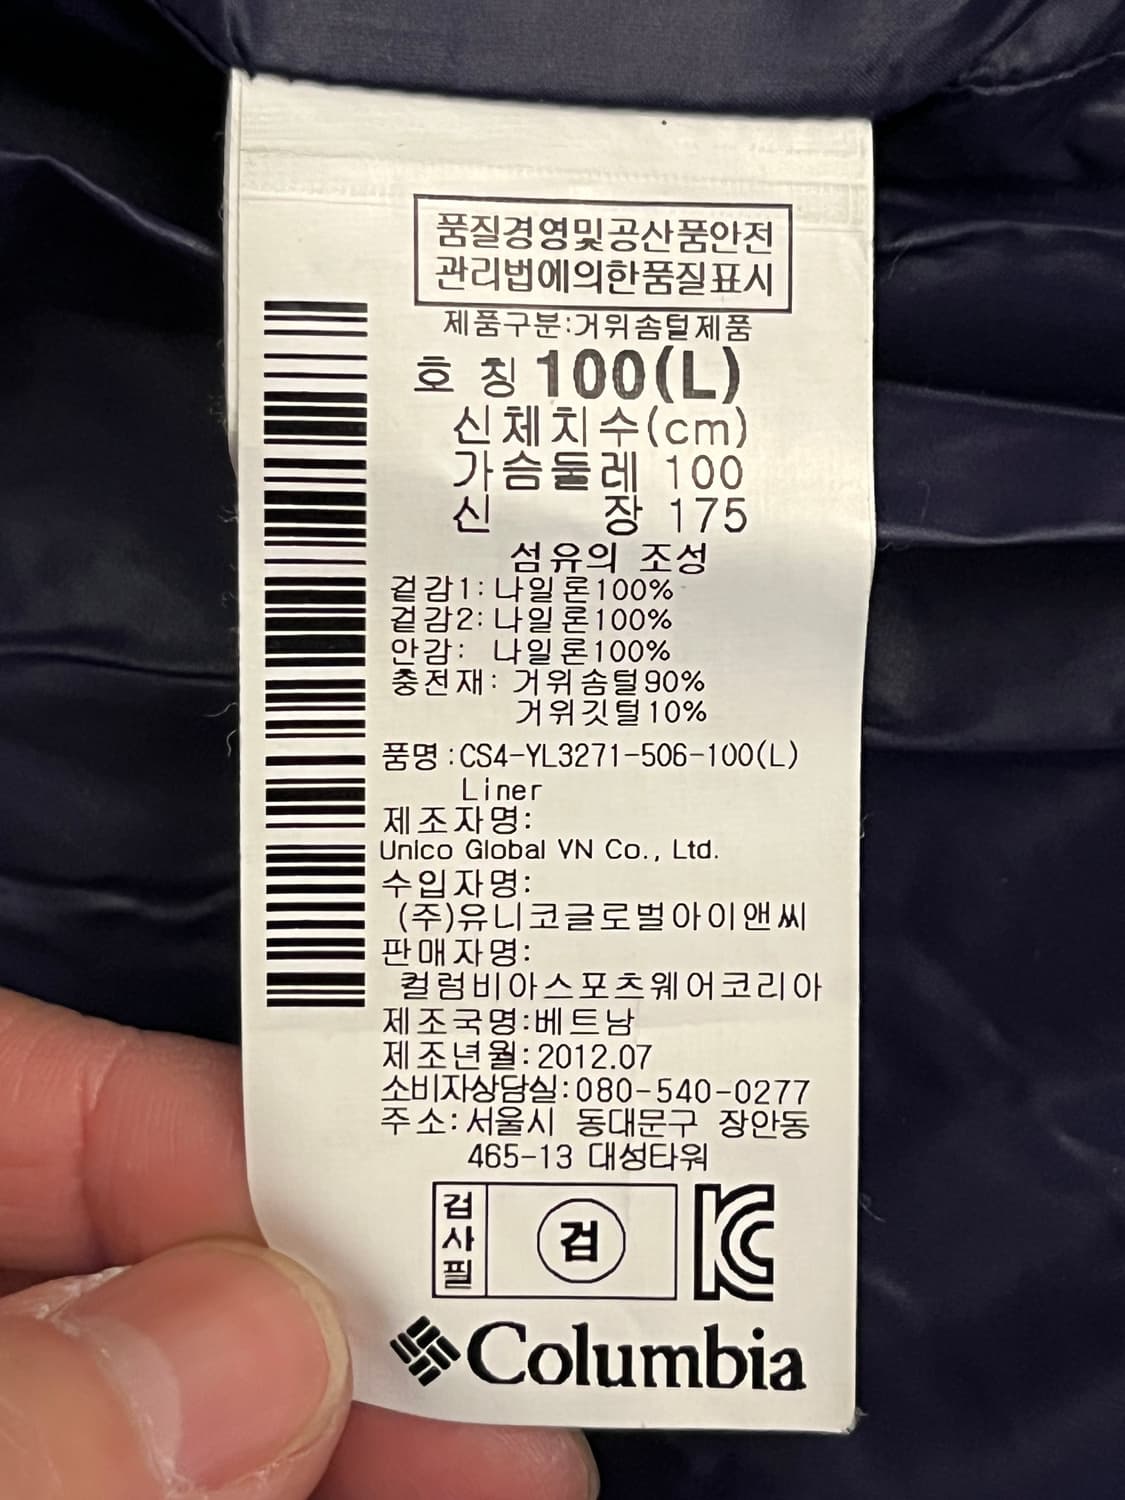 품질경영및공산품안전
관리법에의한품질표시
제품구분:거위솜털제품
호 칭 100(L)
신체치수(cm)
가슴둘레 100
신 장 175
섬유의 조성
겉감1: 나일론100%
겉감2: 나일론100%
안감: 나일론100%
충전재: 거위솜털90%
거위깃털10%
품명:CS4-YL3271-506-100(L)
Liner
제조자명:
Unico Global VN Co., Ltd.
수입자명:
(주)유니코글로벌아이앤씨
판매자명:
컬럼비아스포츠웨어코리아
제조국명:베트남
제조년월:2012.07
소비자상담실:080-540-0277
주소:서울시 동대문구 장안동
465-13 대성타워
검사필
검
KC
Columbia